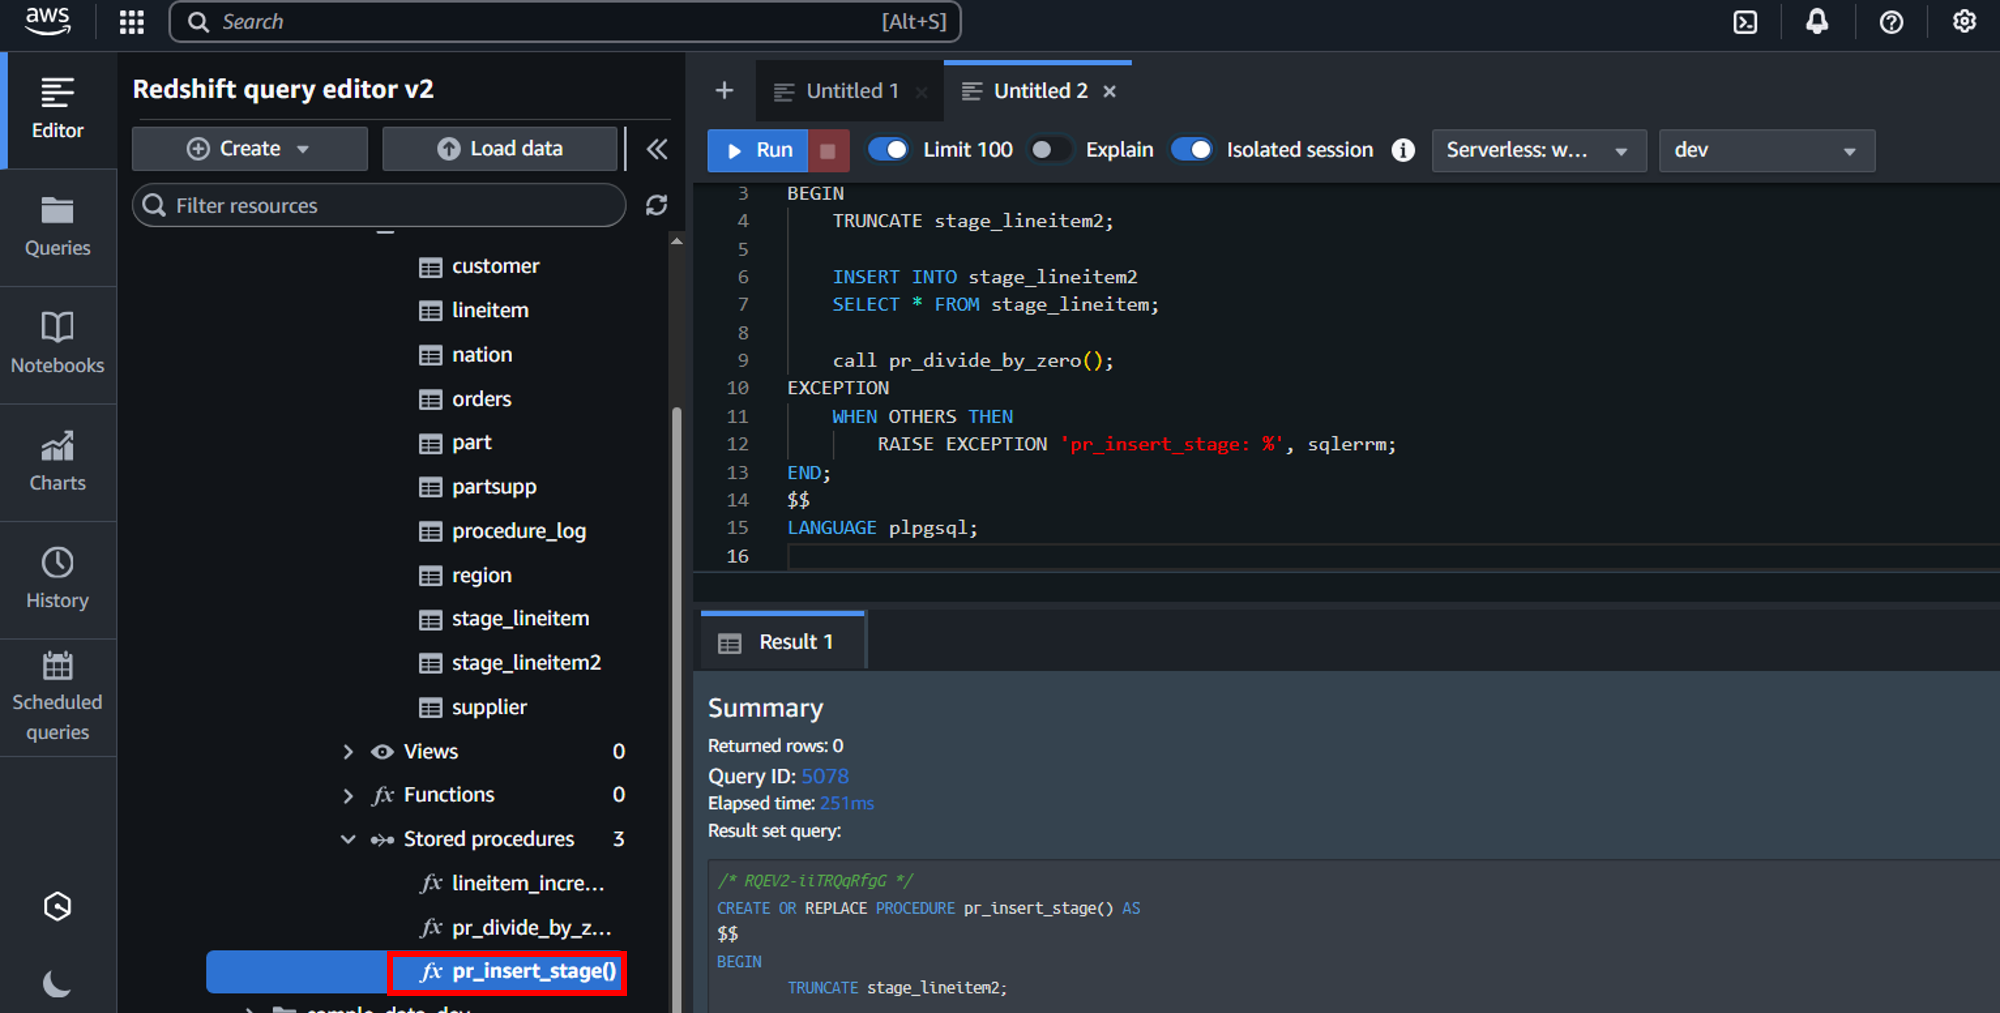 aws
Search [Alt+S]
Editor
Queries
Notebooks
Charts
History
Scheduled
queries
Redshift query editor v2
Create
Load data
Filter resources
customer
lineitem
nation
orders
part
partsupp
procedure_log
region
stage_lineitem
stage_lineitem2
supplier
Views 0
Functions 0
Stored procedures 3
fx lineitem_incre...
fx pr_divide_by_z...
fx pr_insert_stage()
Untitled 1
Untitled 2
Run Limit 100 Explain Isolated session Serverless: w... dev
3 BEGIN
4 TRUNCATE stage_lineitem2;
5
6 INSERT INTO stage_lineitem2
7 SELECT * FROM stage_lineitem;
8
9 call pr_divide_by_zero();
10 EXCEPTION
11 WHEN OTHERS THEN
12 RAISE EXCEPTION 'pr_insert_stage: %', sqlerrm;
13 END;
14 $$
15 LANGUAGE plpgsql;
16
Result 1
Summary
Returned rows: 0
Query ID: 5078
Elapsed time: 251ms
Result set query:
/* RQEV2-iiTRQqRfgG */
CREATE OR REPLACE PROCEDURE pr_insert_stage() AS
$$
BEGIN
TRUNCATE stage_lineitem2;